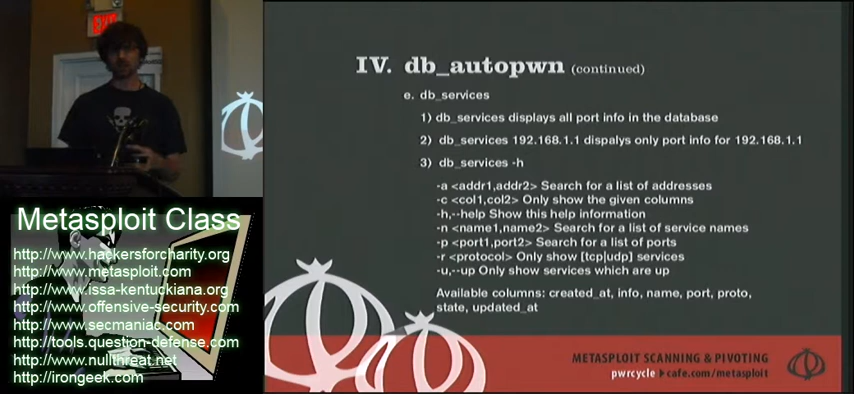 EXIT
IV. db_autopwn (continued)
e. db_services
1) db_services displays all port info in the database
2) db_services 192.168.1.1 dispalys only port info for 192.168.1.1
3) db_services -h
-a <addr1,addr2> Search for a list of addresses
-c <col1,col2> Only show the given columns
-h,--help Show this help information
-n <name1,name2> Search for a list of service names
-p <port1,port2> Search for a list of ports
-r <protocol> Only show [tcp|udp] services
-u,--up Only show services which are up
Available columns: created_at, info, name, port, proto,
state, updated_at
METASPLOIT SCANNING & PIVOTING
pwrcycle cafe.com/metasploit
Metasploit Class
http://www.hackersforcharity.org
http://www.metasploit.com
http://www.issa-kentuckiana.org
http://www.offensive-security.com
http://www.secmaniac.com
http://tools.question-defense.com
http://www.nullthreat.net
http://irongeek.com